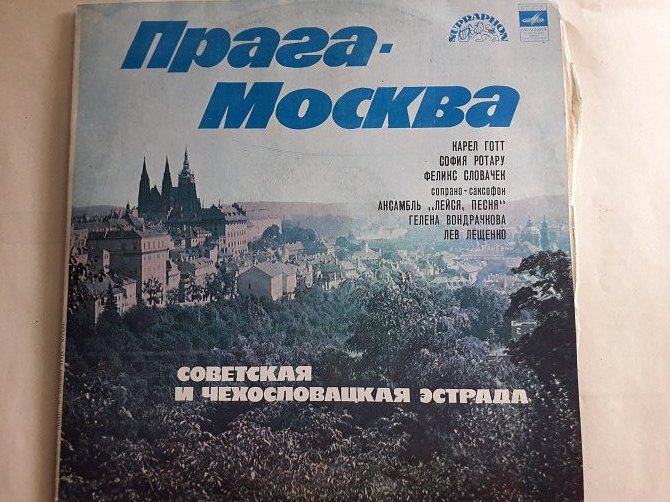 Прага-
Москва
SUPRAPHON
КАРЕЛ ГОТТ
СОФИЯ РОТАРУ
ФЕЛИКС СЛОВАЧЕК
сопрано-саксофон
АНСАМБЛЬ „ЛЕЙСЯ, ПЕСНЯ"
ГЕЛЕНА ВОНДРАЧКОВА
ЛЕВ ЛЕЩЕНКО
СОВЕТСКАЯ
И ЧЕХОСЛОВАЦКАЯ ЭСТРАДА